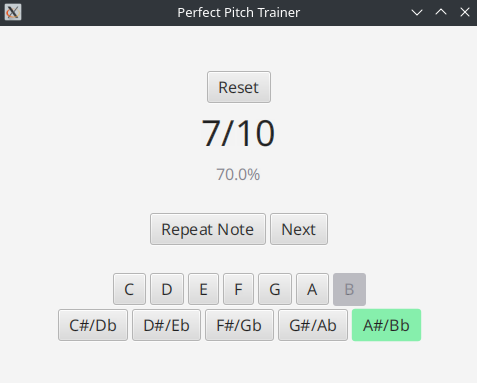 Perfect Pitch Trainer
Reset
7/10
70.0%
Repeat Note Next
C D E F G A B
C#/Db D#/Eb F#/Gb G#/Ab A#/Bb